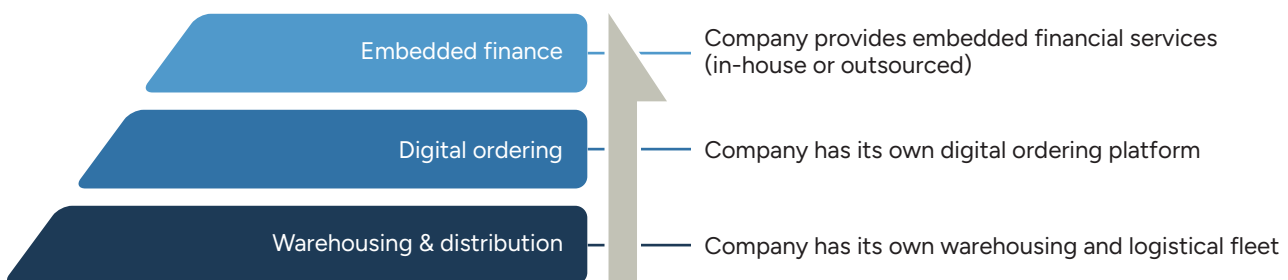 Embedded finance
Company provides embedded financial services
(in-house or outsourced)
Digital ordering
Company has its own digital ordering platform
Warehousing & distribution
Company has its own warehousing and logistical fleet